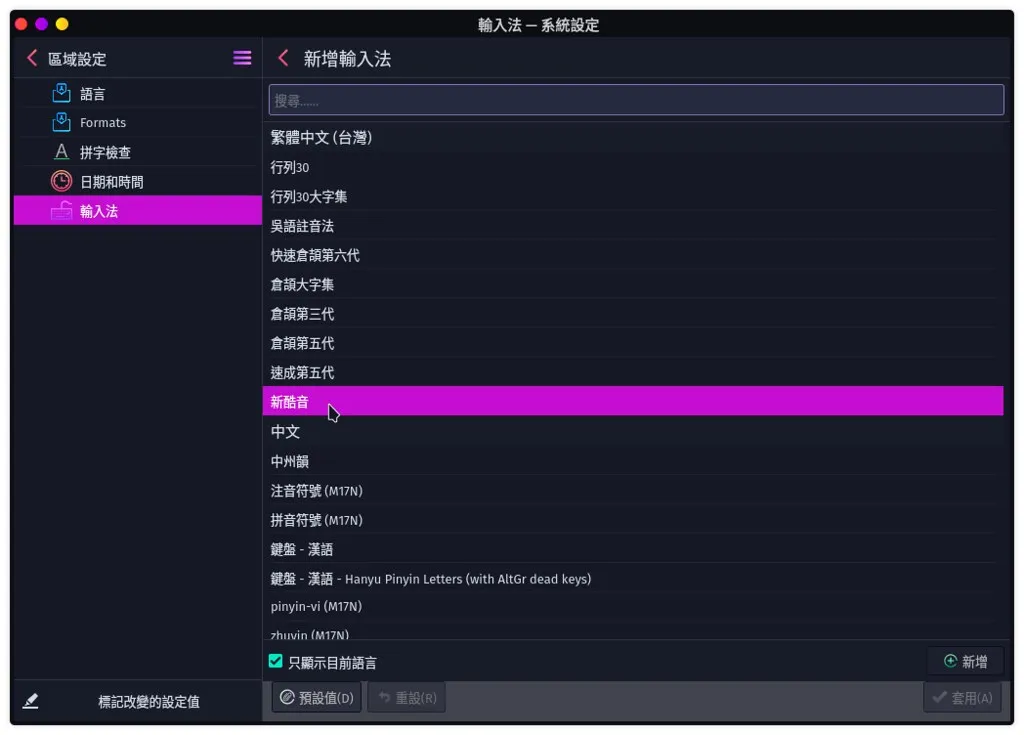 輸入法 — 系統設定
區域設定
語言
Formats
拼字檢查
日期和時間
輸入法
標記改變的設定值
新增輸入法
搜尋……
繁體中文 (台灣)
行列30
行列30大字集
吳語註音法
快速倉頡第六代
倉頡大字集
倉頡第三代
倉頡第五代
速成第五代
新酷音
中文
中州韻
注音符號 (M17N)
拼音符號 (M17N)
鍵盤 - 漢語
鍵盤 - 漢語 - Hanyu Pinyin Letters (with AltGr dead keys)
pinyin-vi (M17N)
zhuyin (M17N)
只顯示目前語言
新增
預設值(D)
重設(R)
套用(A)